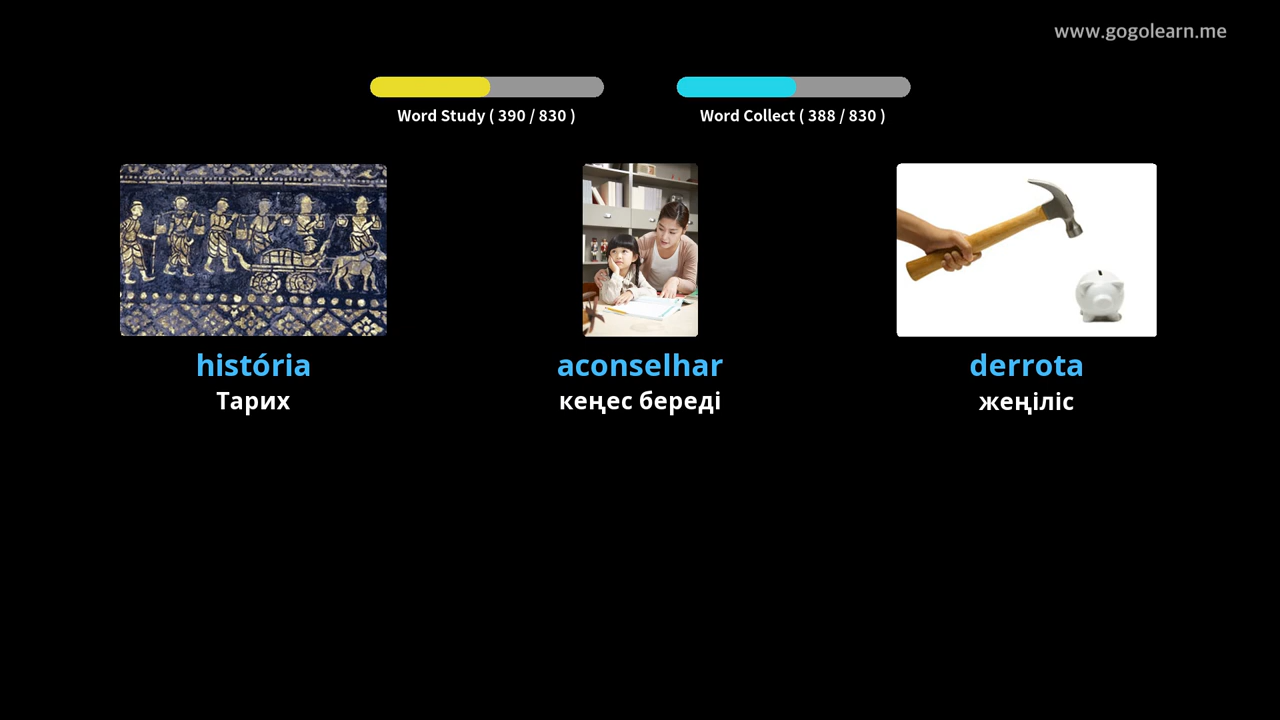 www.gogolearn.me
Word Study ( 390 / 830 )
Word Collect ( 388 / 830 )
história
Тарих
aconselhar
кеңес береді
derrota
жеңіліс